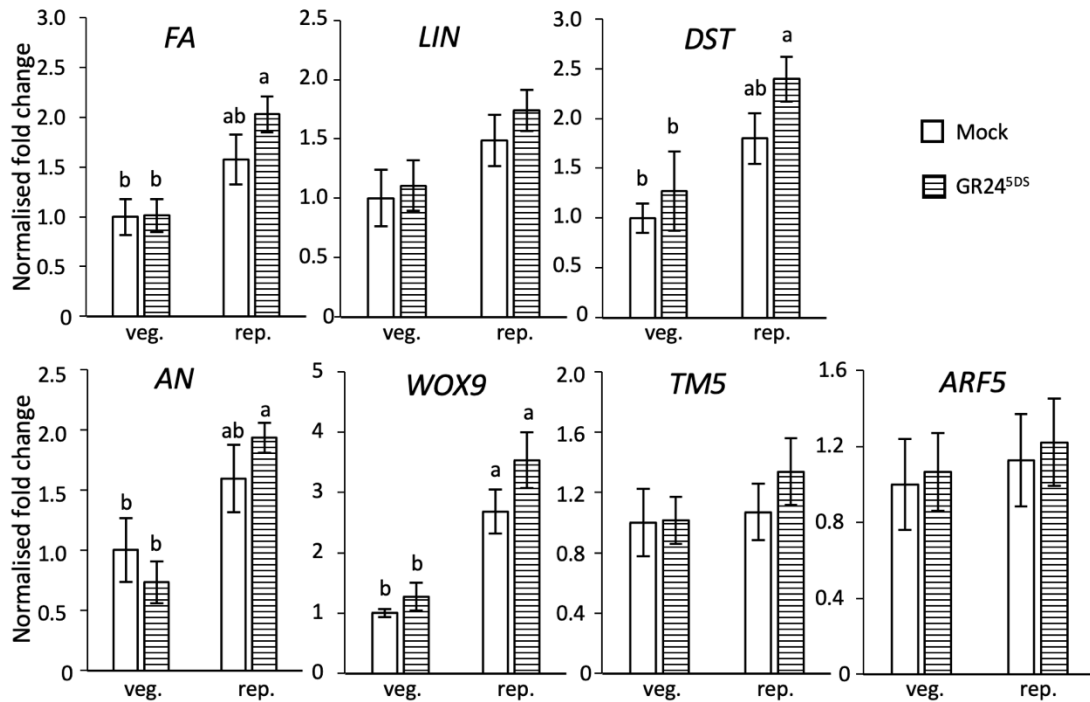 Normalised fold change
FA
3.0
2.5
2.0
1.5
1.0
0.5
0
b b ab a
veg. rep.
LIN
2.5
2.0
1.5
1.0
0.5
0
veg. rep.
DST
3.0
2.5
2.0
1.5
1.0
0.5
0
b b ab a
veg. rep.
Mock
GR24⁵ᴰˢ
Normalised fold change
AN
2.5
2.0
1.5
1.0
0.5
0
b b ab a
veg. rep.
WOX9
5
4
3
2
1
0
b b a a
veg. rep.
TM5
2.0
1.6
1.2
0.8
0.4
0
veg. rep.
ARF5
1.6
1.2
0.8
0.4
0
veg. rep.